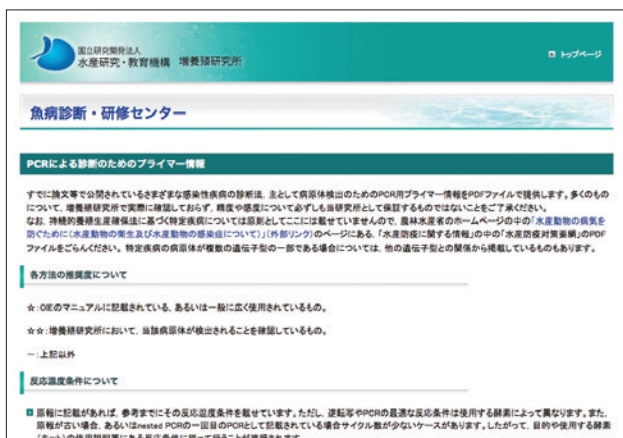 国立研究開発法人
水産研究・教育機構 増養殖研究所
トップページ
魚病診断・研修センター
PCRによる診断のためのプライマー情報
すでに論文等で公開されているさまざまな感染性疾病の診断法、主として病原体検出のためのPCR用プライマー情報をPDFファイルで提供します。多くのもの
について、増養殖研究所で実際に確認しておらず、精度や感度について必ずしも当研究所として保証するものではないことをご了承ください。
なお、持続的養殖生産確保法に基づく特定疾病については原則としてここには載せていませんので、農林水産省のホームページの中の「水産動物の病気を
防ぐために(水産動物の衛生及び水産動物の感染症について)」(外部リンク)のページにある、「水産防疫に関する情報」の中の「水産防疫対策要綱」のPDF
ファイルをごらんください。特定疾病の病原体が複数の遺伝子型の一部である場合については、他の遺伝子型との関係から掲載しているものもあります。
各方法の推奨度について
☆:OIEのマニュアルに記載されている、あるいは一般に広く使用されているもの。
☆☆:増養殖研究所において、当該病原体が検出されることを確認しているもの。
－:上記以外
反応温度条件について
原報に記載があれば、参考までにその反応温度条件を載せています。ただし、逆転写やPCRの最適な反応条件は使用する酵素によって異なります。また、
原報が古い場合、あるいはnested PCRの一回目のPCRとして記載されている場合サイクル数が少ないケースがあります。したがって、目的や使用する酵素